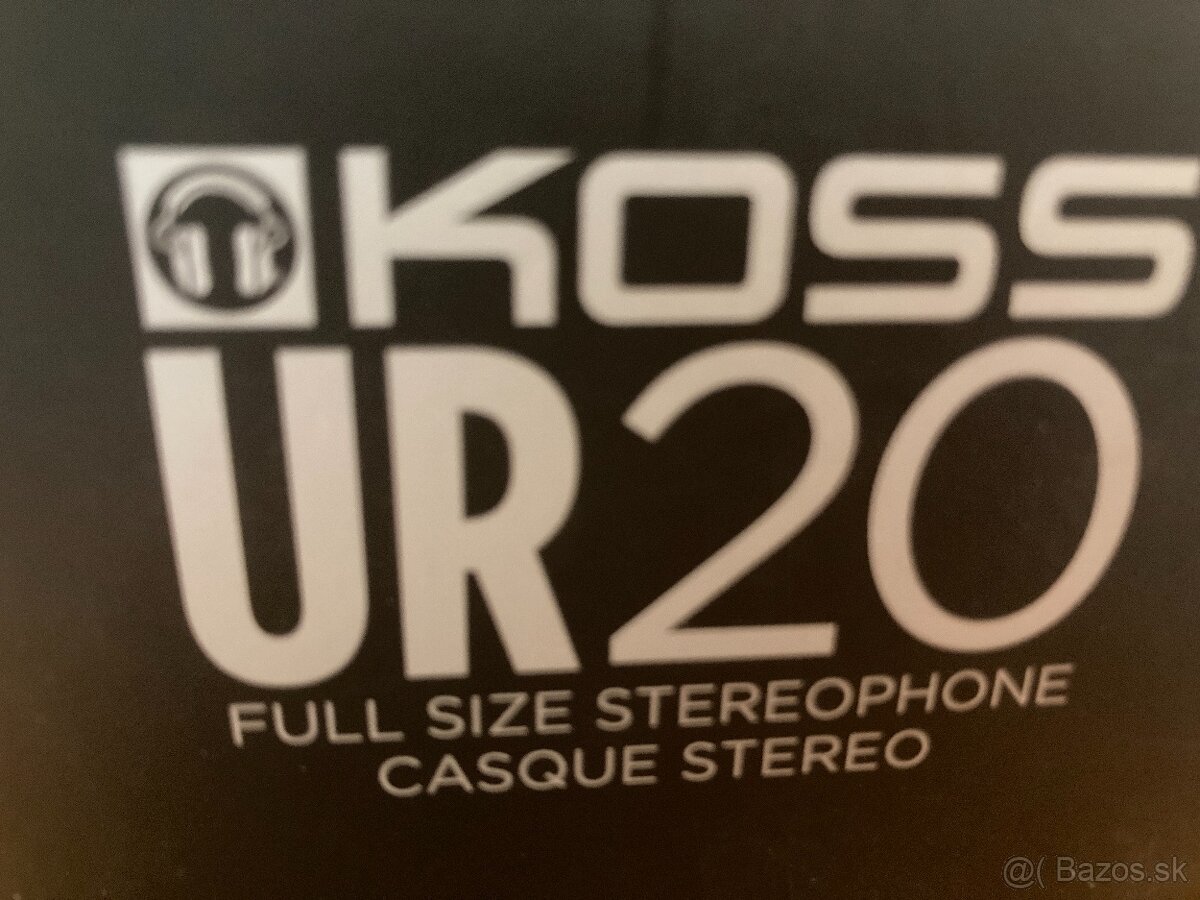 KOSS
UR20
FULL SIZE STEREOPHONE
CASQUE STEREO
@( Bazos.sk